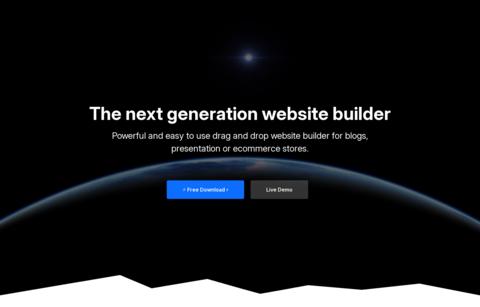 The next generation website builder
Powerful and easy to use drag and drop website builder for blogs,
presentation or ecommerce stores.
⚡ Free Download ›
Live Demo